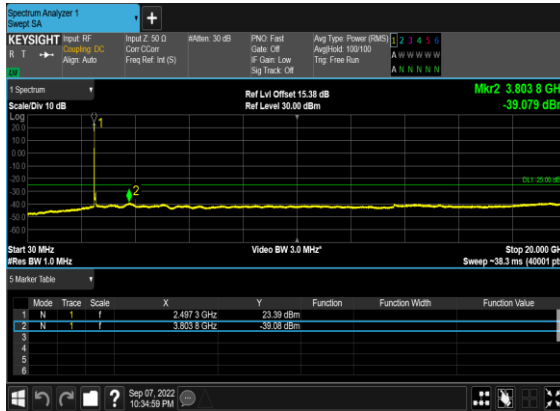 Spectrum Analyzer 1
Swept SA
+
KEYSIGHT Input: RF Input Z: 50 Ω #Atten: 30 dB PNO: Fast Avg Type: Power (RMS) 1 2 3 4 5 6
R T Coupling: DC Corr CCorr Gate: Off Avg|Hold: 100/100 A W W W W W
Align: Auto Freq Ref: Int (S) IF Gain: Low Trig: Free Run
Sig Track: Off A N N N N N
1 Spectrum
Scale/Div 10 dB
Ref Lvl Offset 15.38 dB
Ref Level 30.00 dBm
Mkr2 3.803 8 GHz
-39.079 dBm
Log
20.0
10.0
0.00
-10.0
-20.0
-30.0
-40.0
-50.0
-60.0
1
2
DL1 -25.00 dB
Start 30 MHz Video BW 3.0 MHz* Stop 20.000 GH
#Res BW 1.0 MHz Sweep ~38.3 ms (40001 pt
5 Marker Table
Mode Trace Scale X Y Function Function Width Function Value
1 N 1 f 2.497 3 GHz 23.39 dBm
2 N 1 f 3.803 8 GHz -39.08 dBm
3
4
5
6
?
Sep 07, 2022
10:34:59 PM